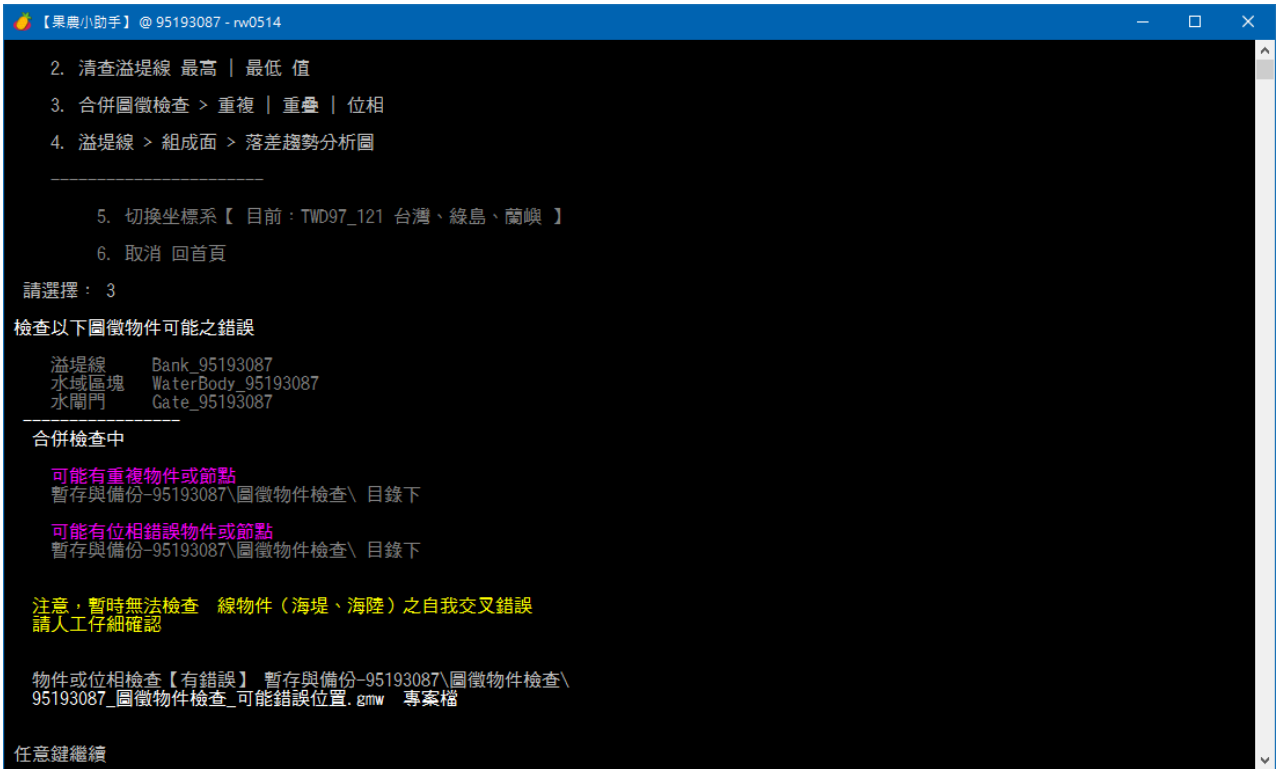 【果農小助手】 @ 95193087 - rw0514
2. 清查溢堤線 最高 | 最低 值
3. 合併圖徵檢查 > 重複 | 重疊 | 位相
4. 溢堤線 > 組成面 > 落差趨勢分析圖
-----------------------
5. 切換坐標系【 目前：TWD97_121 台灣、綠島、蘭嶼 】
6. 取消 回首頁
請選擇： 3
檢查以下圖徵物件可能之錯誤
溢堤線 Bank_95193087
水域區塊 WaterBody_95193087
水閘門 Gate_95193087
-----------------
合併檢查中
可能有重複物件或節點
暫存與備份-95193087\圖徵物件檢查\ 目錄下
可能有位相錯誤物件或節點
暫存與備份-95193087\圖徵物件檢查\ 目錄下
注意，暫時無法檢查　線物件（海堤、海陸）之自我交叉錯誤
請人工仔細確認
物件或位相檢查【有錯誤】 暫存與備份-95193087\圖徵物件檢查\
95193087_圖徵物件檢查_可能錯誤位置.gmw 專案檔
任意鍵繼續